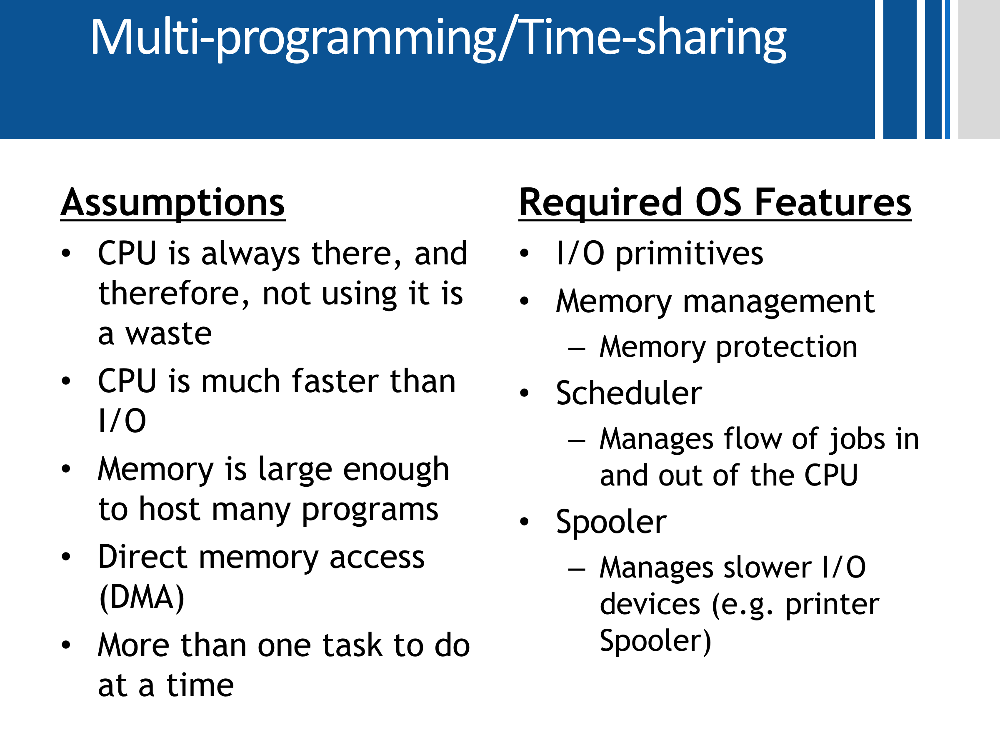 Multi-programming/Time-sharing
Assumptions
• CPU is always there, and
therefore, not using it is
a waste
• CPU is much faster than
I/O
• Memory is large enough
to host many programs
• Direct memory access
(DMA)
• More than one task to do
at a time
Required OS Features
• I/O primitives
• Memory management
– Memory protection
• Scheduler
– Manages flow of jobs in
and out of the CPU
• Spooler
– Manages slower I/O
devices (e.g. printer
Spooler)